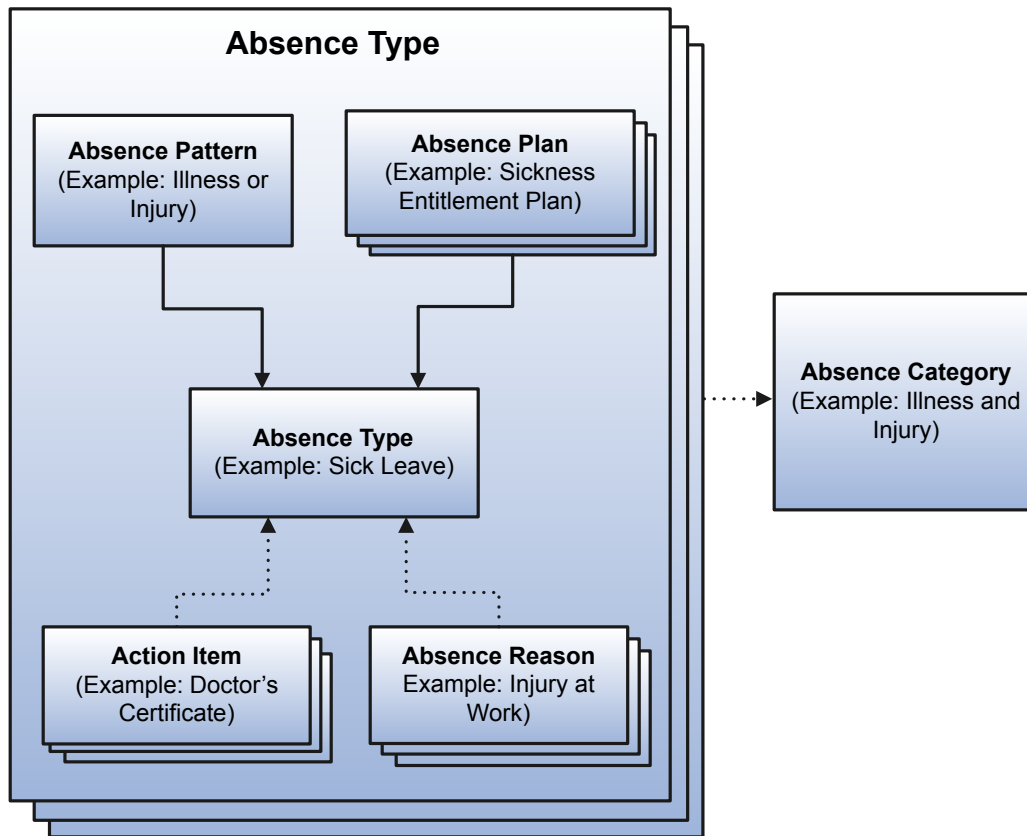 Absence Type
Absence Pattern
(Example: Illness or
Injury)
Absence Plan
(Example: Sickness
Entitlement Plan)
Absence Type
(Example: Sick Leave)
Absence Category
(Example: Illness and
Injury)
Action Item
(Example: Doctor’s
Certificate)
Absence Reason
Example: Injury at
Work)